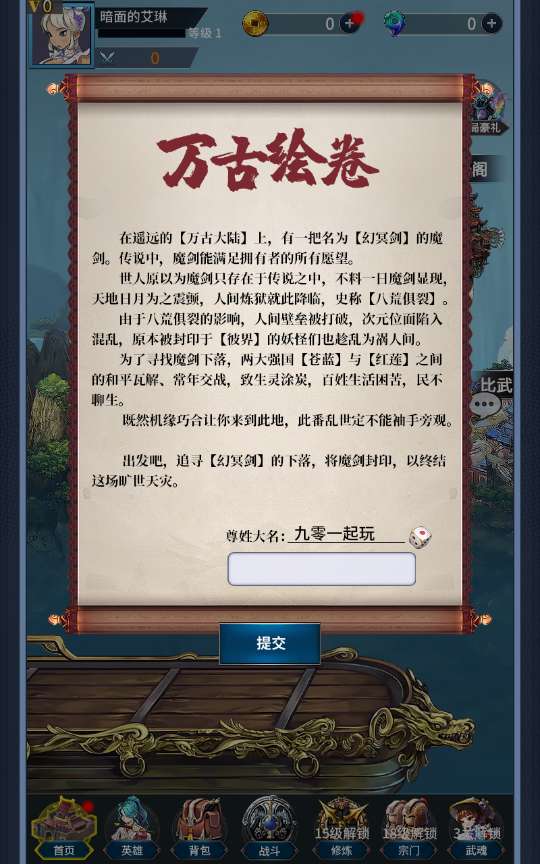 V0
暗面的艾琳
等级 1
0
0
0
品豪礼
阁
万古绘卷
在遥远的【万古大陆】上，有一把名为【幻冥剑】的魔
剑。传说中，魔剑能满足拥有者的所有愿望。
世人原以为魔剑只存在于传说之中，不料一日魔剑显现，
天地日月为之震颤，人间炼狱就此降临，史称【八荒俱裂】。
由于八荒俱裂的影响，人间壁垒被打破，次元位面陷入
混乱，原本被封印于【彼界】的妖怪们也趁乱为祸人间。
为了寻找魔剑下落，两大强国【苍蓝】与【红莲】之间
的和平瓦解、常年交战，致生灵涂炭，百姓生活困苦，民不
聊生。
比武
既然机缘巧合让你来到此地，此番乱世定不能袖手旁观。
出发吧，追寻【幻冥剑】的下落，将魔剑封印，以终结
这场旷世天灾。
尊姓大名：九零一起玩
提交
15级解锁
18级解锁
首页
英雄
背包
战斗
修炼
宗门
武魂